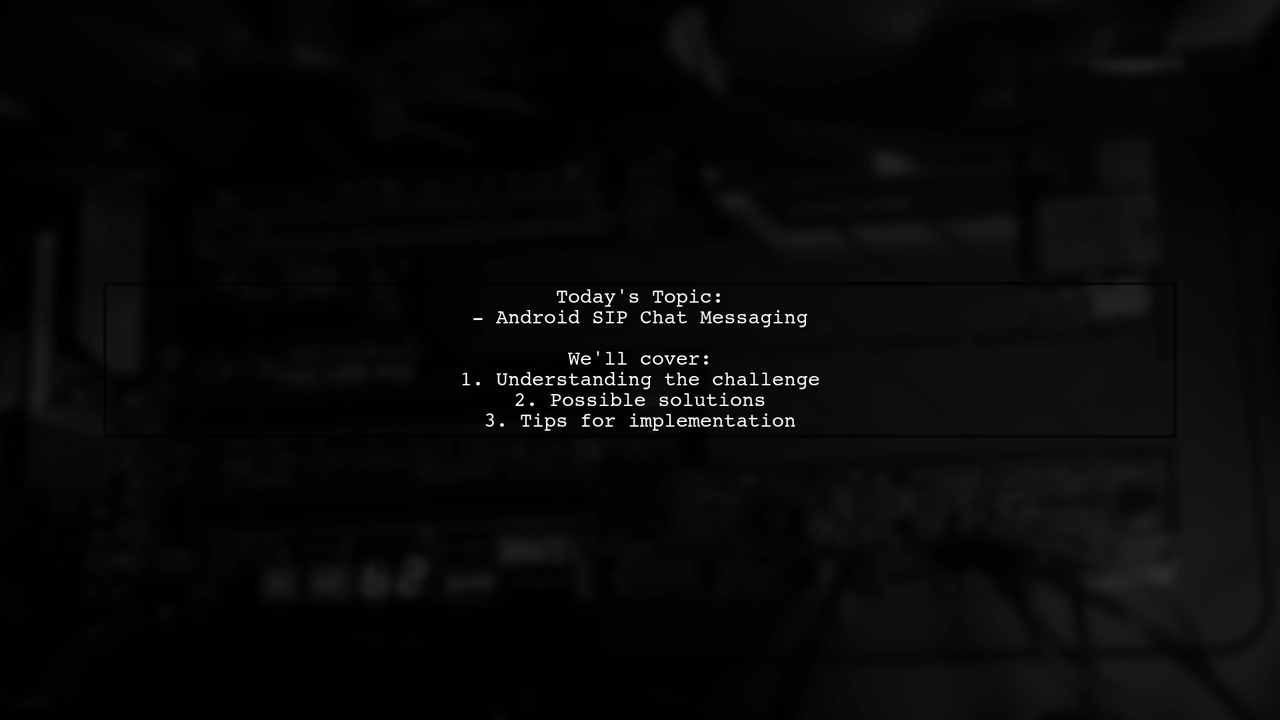 Today's Topic:
– Android SIP Chat Messaging
We'll cover:
1. Understanding the challenge
2. Possible solutions
3. Tips for implementation